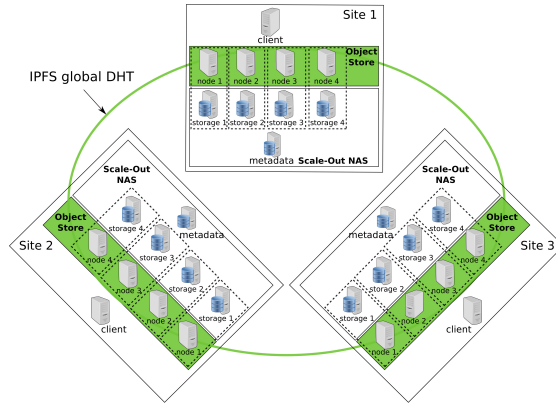 Site 1
client
Object
Store
node 1
node 2
node 3
node 4
storage 1
storage 2
storage 3
storage 4
metadata
Scale-Out NAS
IPFS global DHT
Scale-Out
NAS
Object
Store
Site 2
storage 4
metadata
node 4
storage 3
node 3
storage 2
node 2
storage 1
node 1
client
Scale-Out
NAS
Object
Store
Site 3
storage 4
metadata
node 4
storage 3
node 3
storage 2
node 2
storage 1
node 1
client